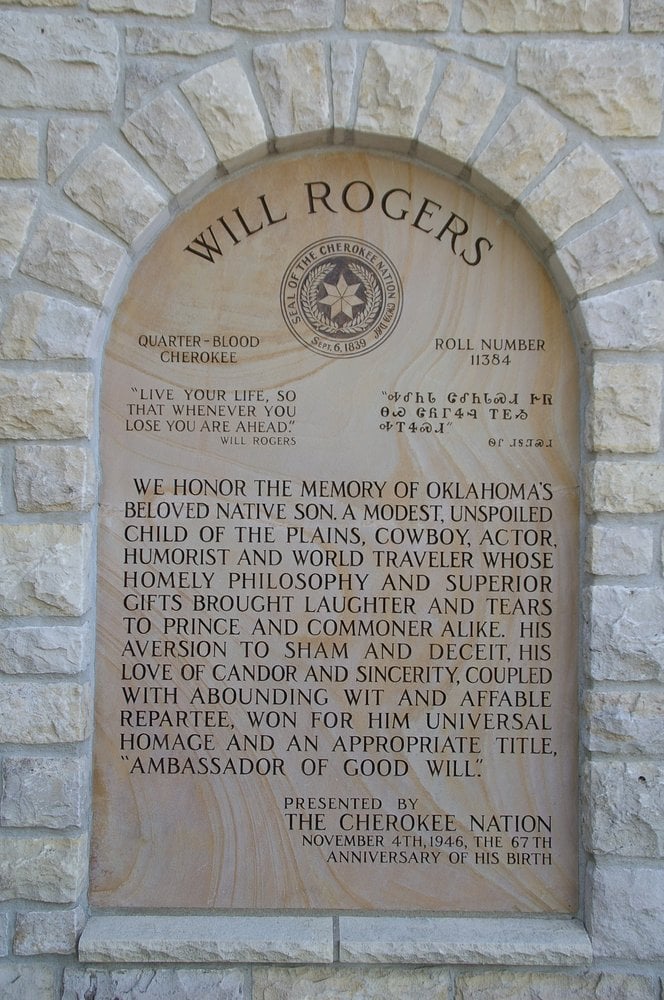 WILL ROGERS
SEAL OF THE CHEROKEE NATION
SEPT. 6, 1839
QUARTER-BLOOD
CHEROKEE
ROLL NUMBER
11384
"LIVE YOUR LIFE, SO
THAT WHENEVER YOU
LOSE YOU ARE AHEAD."
WILL ROGERS
WE HONOR THE MEMORY OF OKLAHOMA'S
BELOVED NATIVE SON. A MODEST, UNSPOILED
CHILD OF THE PLAINS, COWBOY, ACTOR,
HUMORIST AND WORLD TRAVELER WHOSE
HOMELY PHILOSOPHY AND SUPERIOR
GIFTS BROUGHT LAUGHTER AND TEARS
TO PRINCE AND COMMONER ALIKE. HIS
AVERSION TO SHAM AND DECEIT, HIS
LOVE OF CANDOR AND SINCERITY, COUPLED
WITH ABOUNDING WIT AND AFFABLE
REPARTEE, WON FOR HIM UNIVERSAL
HOMAGE AND AN APPROPRIATE TITLE,
"AMBASSADOR OF GOOD WILL".
PRESENTED BY
THE CHEROKEE NATION
NOVEMBER 4TH, 1946, THE 67TH
ANNIVERSARY OF HIS BIRTH